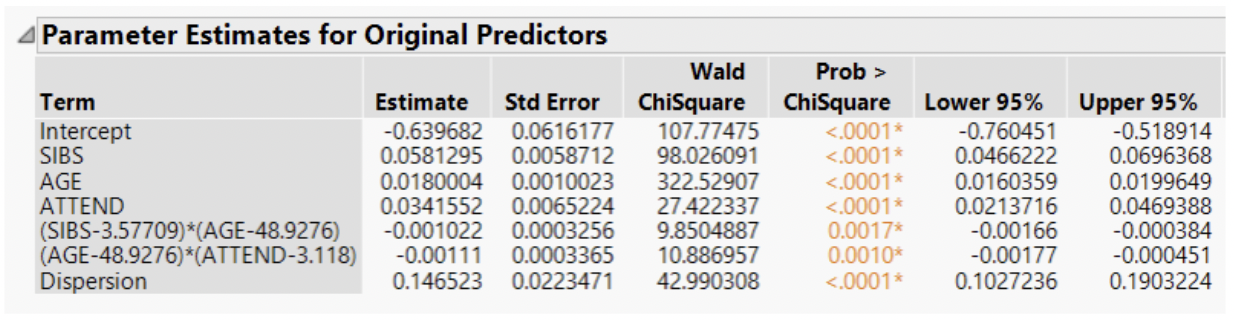 Parameter Estimates for Original Predictors
Wald Prob >
Term Estimate Std Error ChiSquare ChiSquare Lower 95% Upper 95%
Intercept -0.639682 0.0616177 107.77475 <.0001* -0.760451 -0.518914
SIBS 0.0581295 0.0058712 98.026091 <.0001* 0.0466222 0.0696368
AGE 0.0180004 0.0010023 322.52907 <.0001* 0.0160359 0.0199649
ATTEND 0.0341552 0.0065224 27.422337 <.0001* 0.0213716 0.0469388
(SIBS-3.57709)*(AGE-48.9276) -0.001022 0.0003256 9.8504887 0.0017* -0.00166 -0.000384
(AGE-48.9276)*(ATTEND-3.118) -0.00111 0.0003365 10.886957 0.0010* -0.00177 -0.000451
Dispersion 0.146523 0.0223471 42.990308 <.0001* 0.1027236 0.1903224